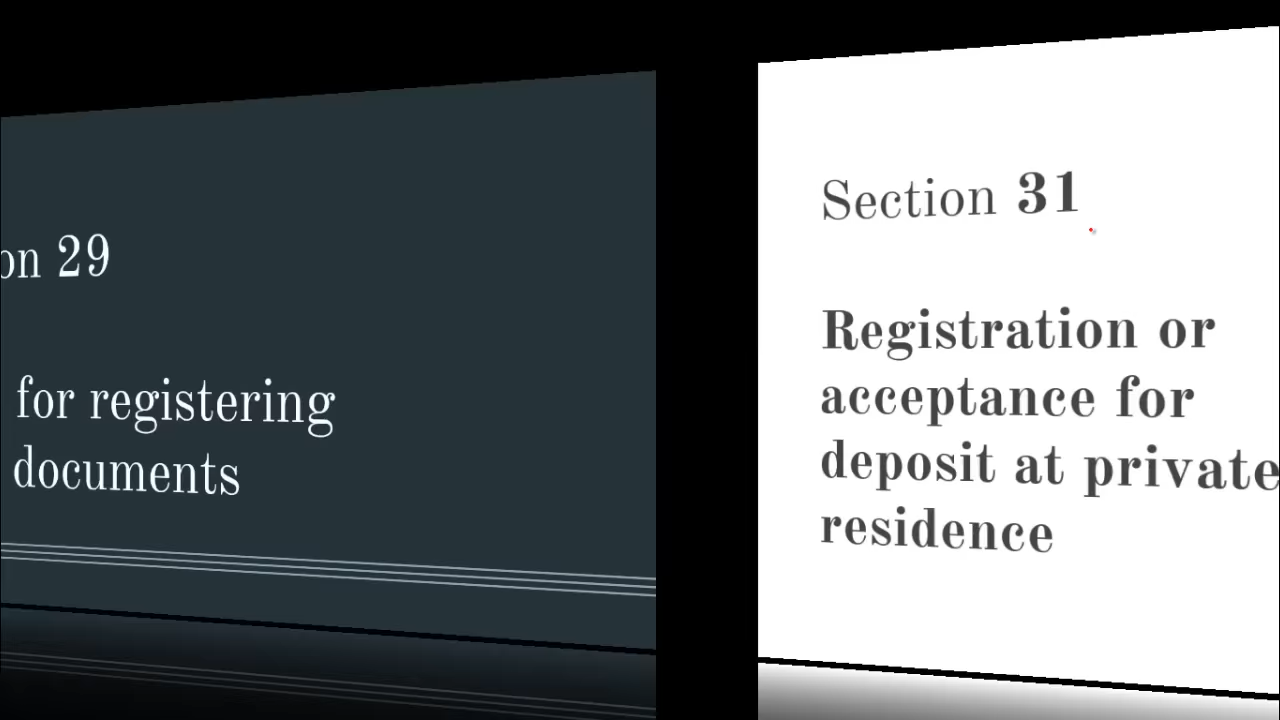 on 29
for registering
documents
Section 31
Registration or
acceptance for
deposit at private
residence